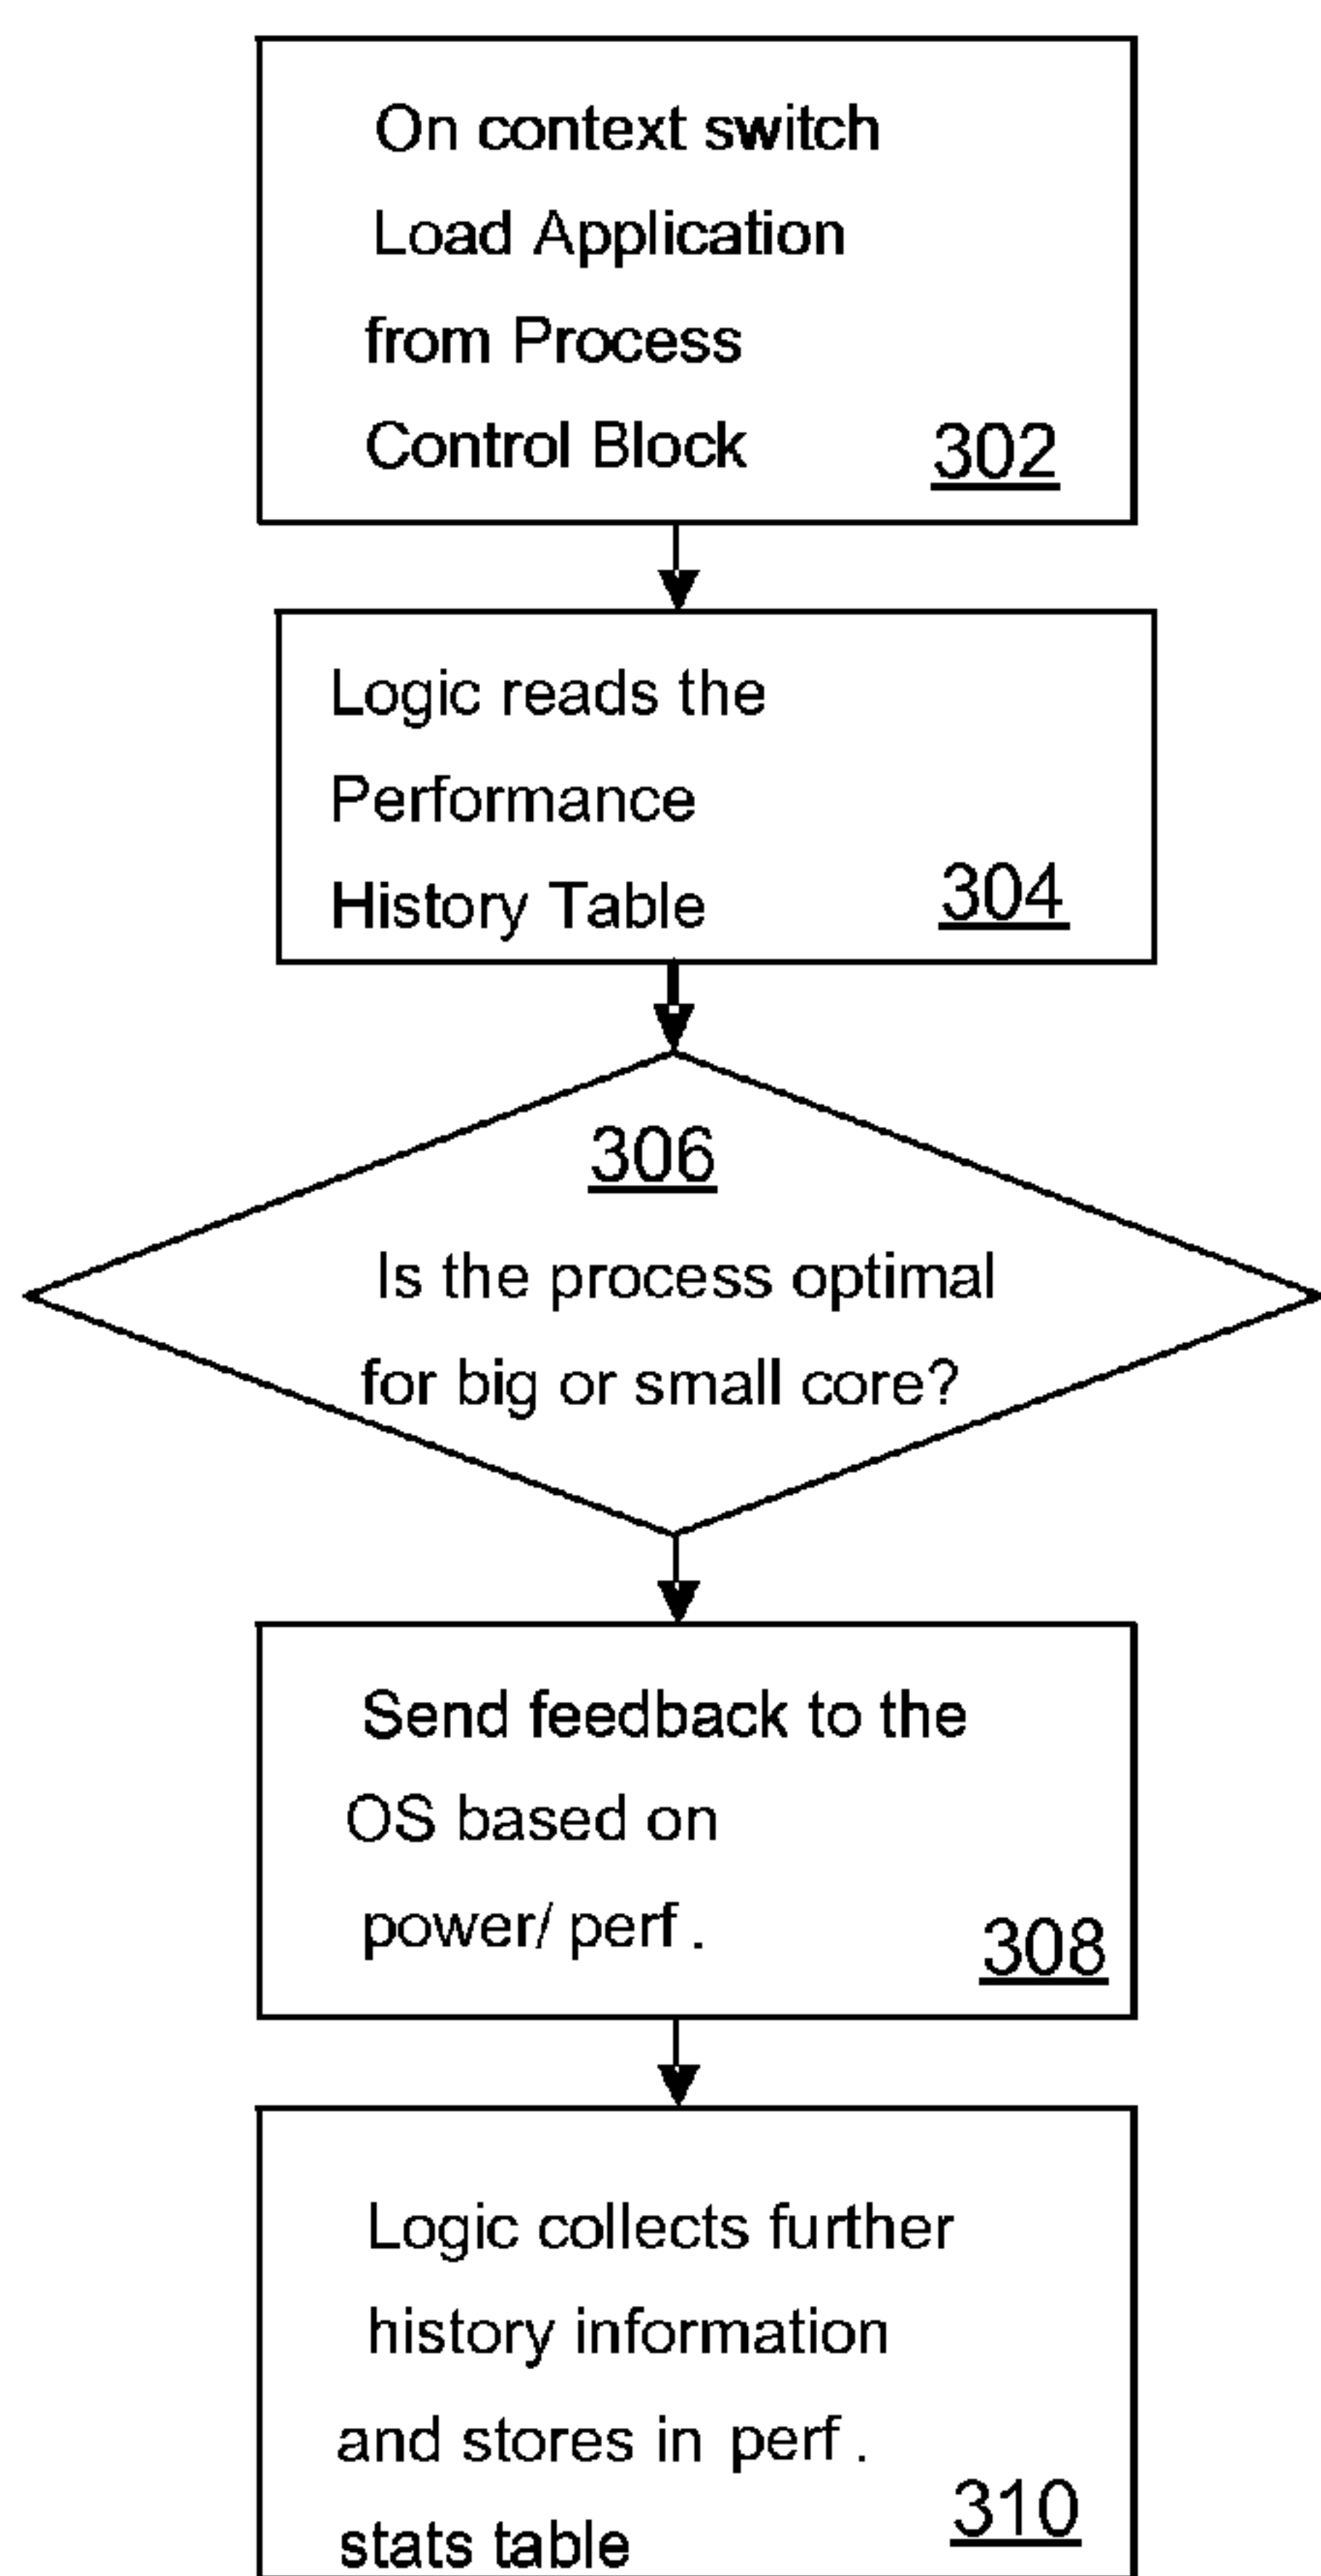 On context switch
Load Application
from Process
Control Block 302
Logic reads the
Performance
History Table 304
306
Is the process optimal
for big or small core?
Send feedback to the
OS based on
power/ perf. 308
Logic collects further
history information
and stores in perf.
stats table 310